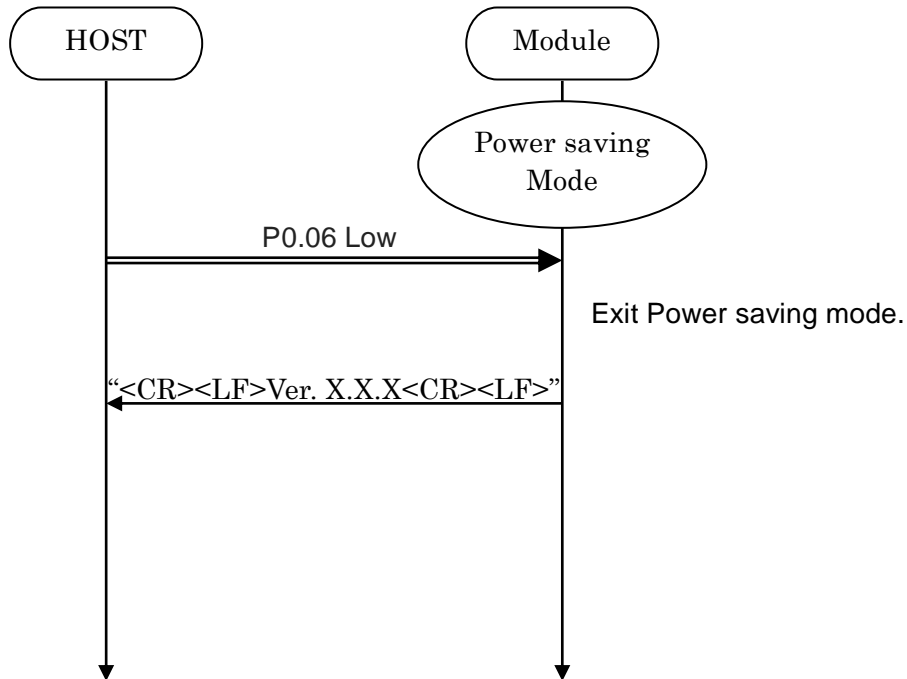 HOST
Module
Power saving
Mode
P0.06 Low
Exit Power saving mode.
“<CR><LF>Ver. X.X.X<CR><LF>”